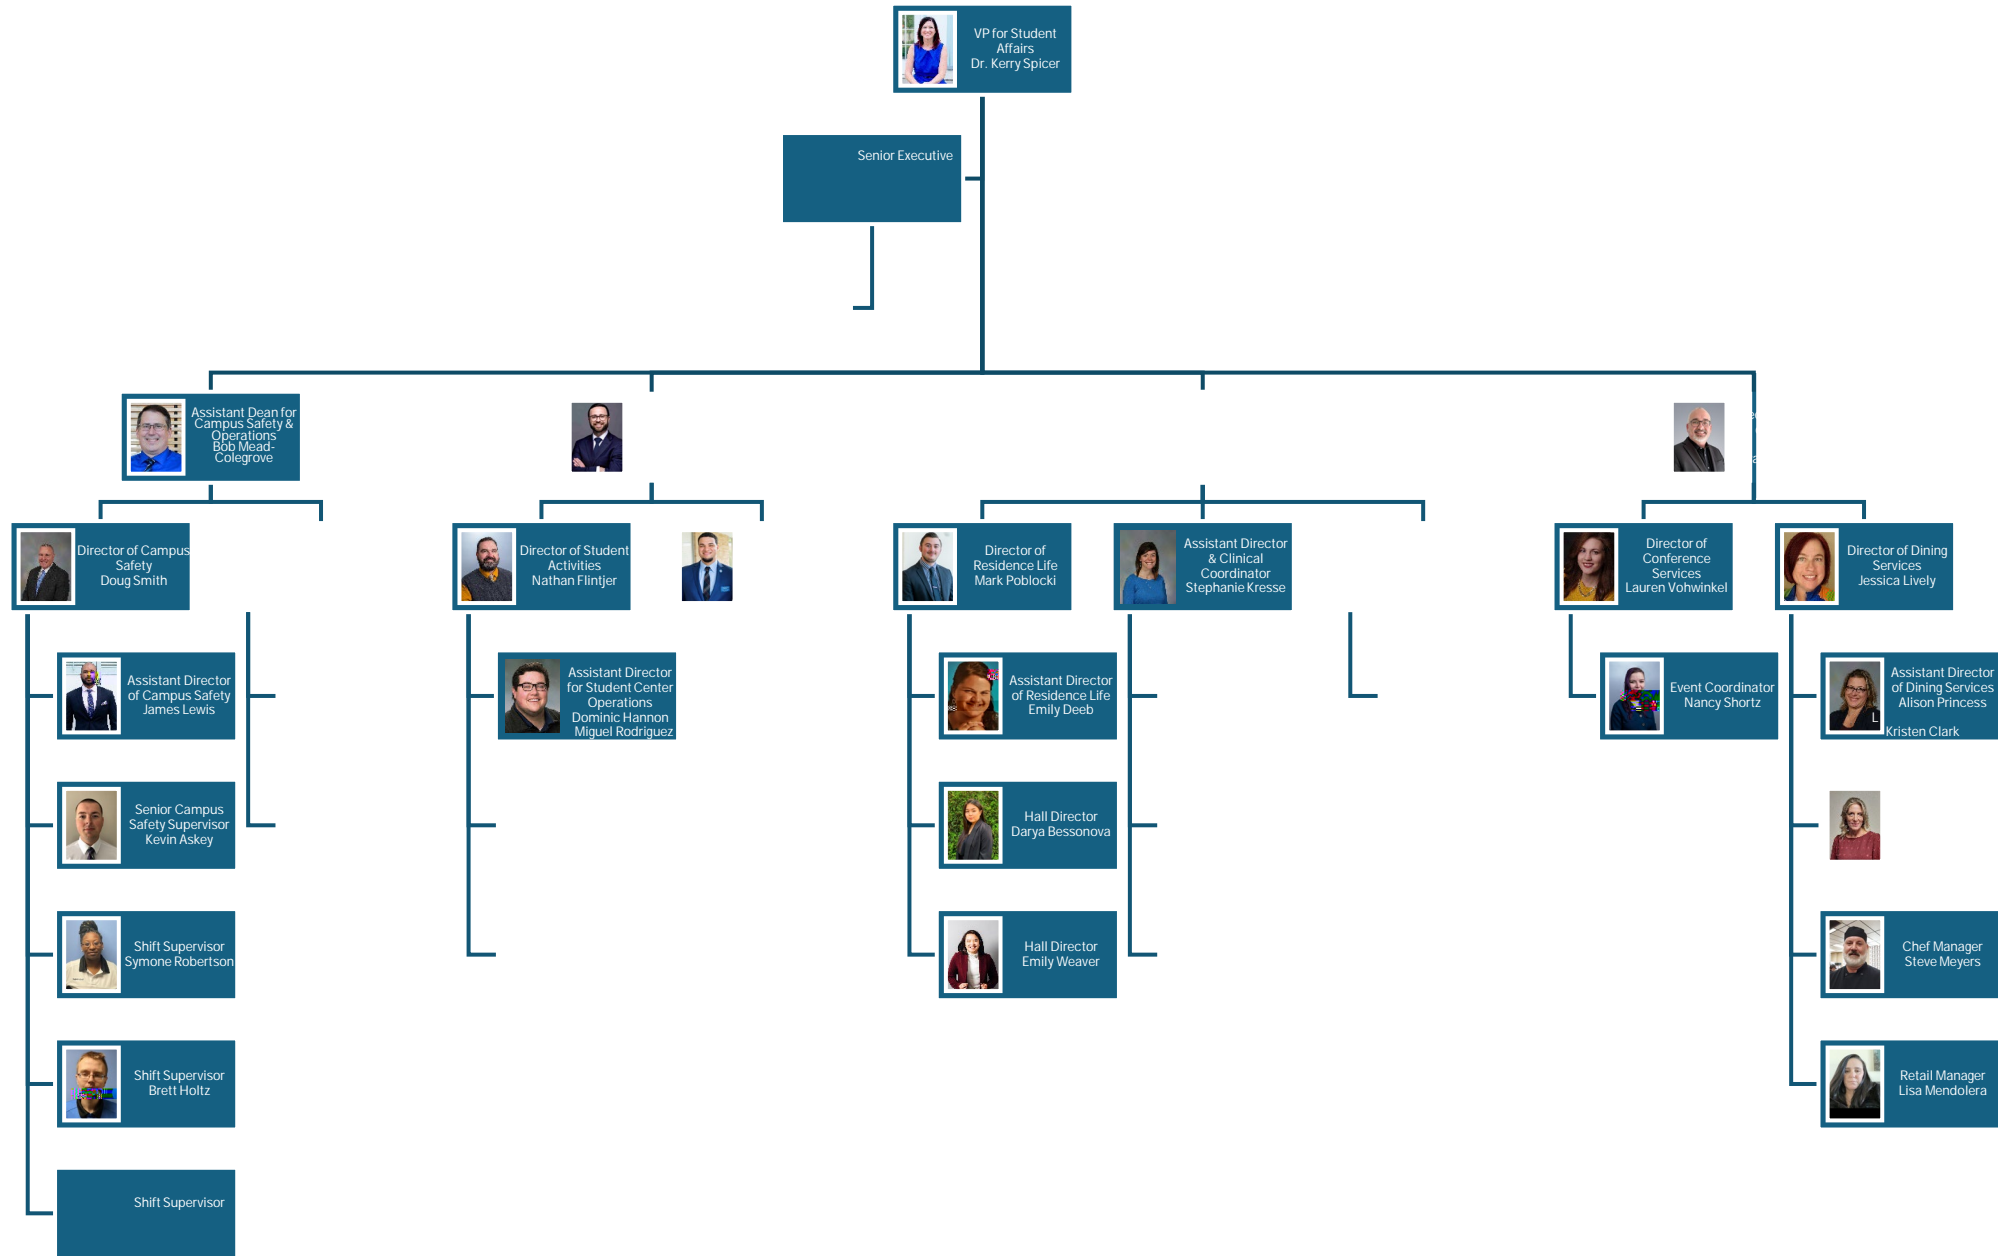 VP for Student
Affairs
Dr. Kerry Spicer
Senior Executive
Assistant Dean for
Campus Safety &
Operations
Bob Mead-
Colegrove
Director of Campus
Safety
Doug Smith
Director of Student
Activities
Nathan Flintjer
Director of
Residence Life
Mark Poblocki
Assistant Director
& Clinical
Coordinator
Stephanie Kresse
Director of
Conference
Services
Lauren Vohwinkel
Director of Dining
Services
Jessica Lively
Assistant Director
of Campus Safety
James Lewis
Assistant Director
for Student Center
Operations
Dominic Hannon
Miguel Rodriguez
Assistant Director
of Residence Life
Emily Deeb
Event Coordinator
Nancy Shortz
Assistant Director
of Dining Services
Alison Princess
L
Kristen Clark
Senior Campus
Safety Supervisor
Kevin Askey
Hall Director
Darya Bessonova
Shift Supervisor
Symone Robertson
Hall Director
Emily Weaver
Chef Manager
Steve Meyers
Shift Supervisor
Brett Holtz
Retail Manager
Lisa Mendolera
Shift Supervisor